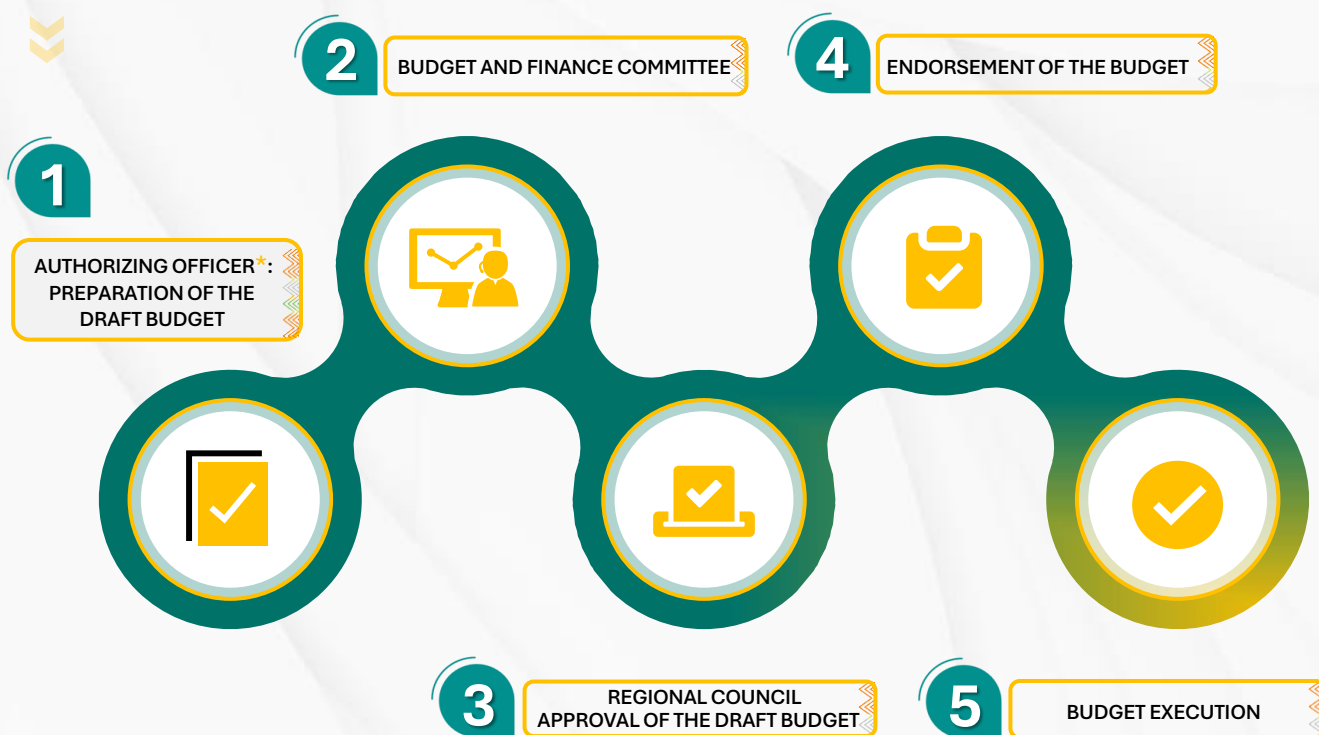 1
AUTHORIZING OFFICER*:
PREPARATION OF THE
DRAFT BUDGET
2
BUDGET AND FINANCE COMMITTEE
3
REGIONAL COUNCIL
APPROVAL OF THE DRAFT BUDGET
4
ENDORSEMENT OF THE BUDGET
5
BUDGET EXECUTION